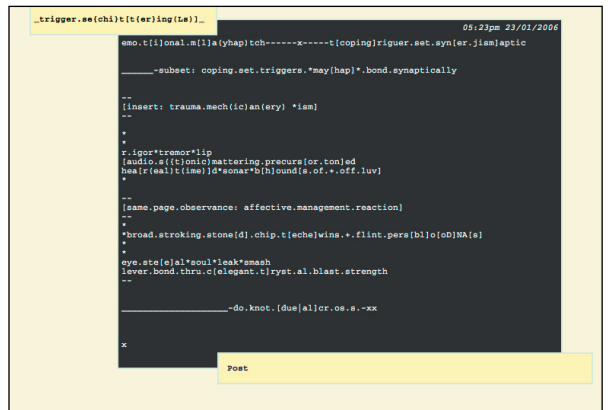 _trigger.se{chi}t[t{er}ing(Ls)]_
05:23pm 23/01/2006
emo.t[i]onal.m[l]a(yhap)tch------x-----t[coping]riguer.set.syn[er.jism]aptic
______-subset: coping.set.triggers.*may[hap]*.bond.synaptically
--
[insert: trauma.mech(ic)an(ery) *ism]
--
*
*
r.igor*tremor*lip
[audio.s({t}onic)mattering.precurs[or.ton]ed
hea[r(eal)t(ime)]d*sonar*b[h]ound[s.of.+.off.luv]
*
--
[same.page.observance: affective.management.reaction]
--
*
*broad.stroking.stone[d].chip.t[eche]wins.+.flint.pers[bl]o[oD]NA[s]
*
*
eye.ste[e]al*soul*leak*smash
lever.bond.thru.c[elegant.t]ryst.al.blast.strength
--
____________________-do.knot.[due|al]cr.os.s.-xx
x
Post